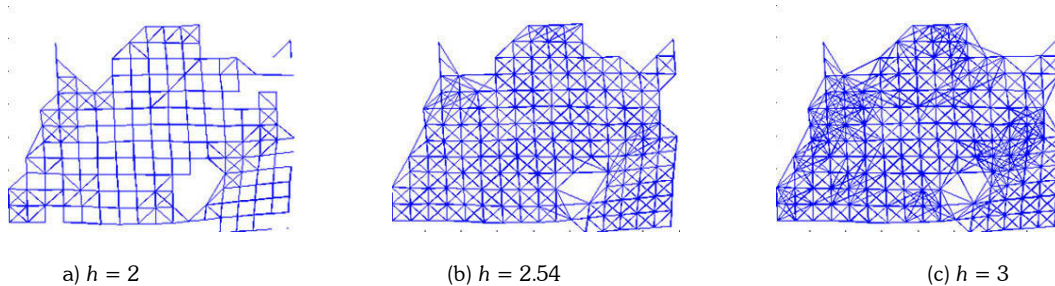 a) h = 2
(b) h = 2.54
(c) h = 3